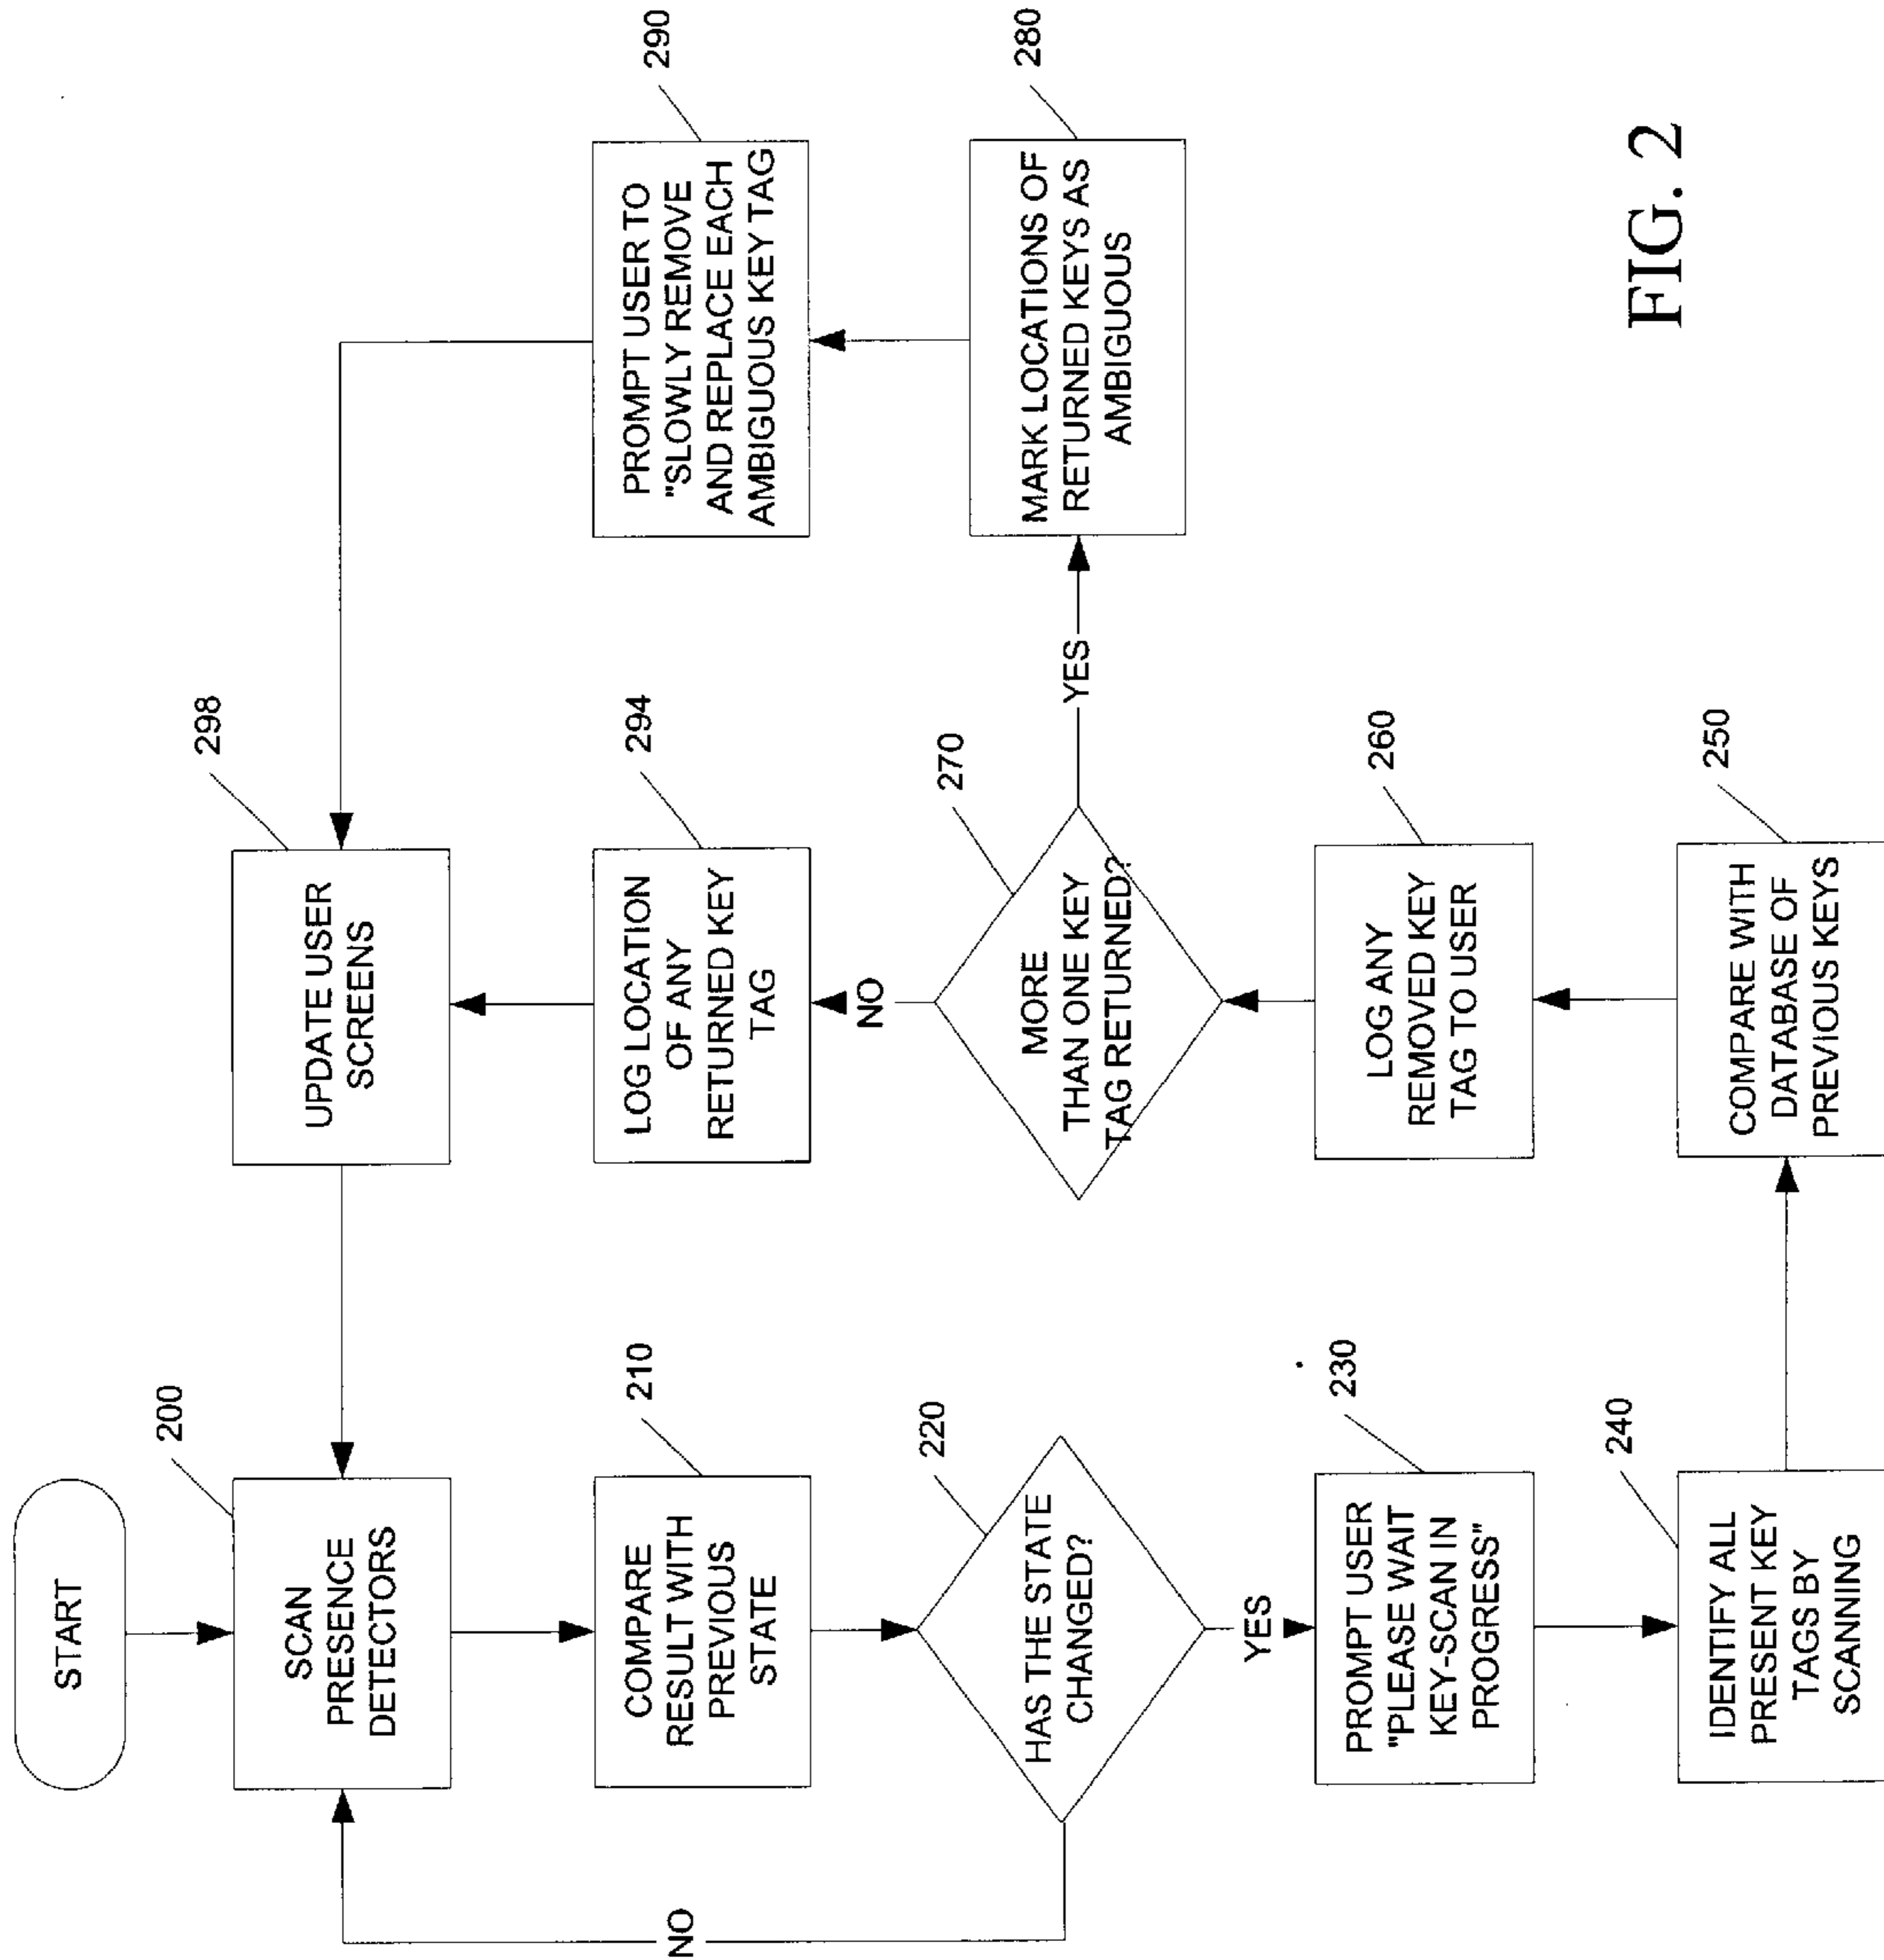 START
200
SCAN
PRESENCE
DETECTORS
210
COMPARE
RESULT WITH
PREVIOUS
STATE
220
HAS THE STATE
CHANGED?
NO
YES
230
PROMPT USER
"PLEASE WAIT
KEY-SCAN IN
PROGRESS"
240
IDENTIFY ALL
PRESENT KEY
TAGS BY
SCANNING
250
COMPARE WITH
DATABASE OF
PREVIOUS KEYS
260
LOG ANY
REMOVED KEY
TAG TO USER
270
MORE
THAN ONE KEY
TAG RETURNED?
NO
YES
294
LOG LOCATION
OF ANY
RETURNED KEY
TAG
298
UPDATE USER
SCREENS
280
MARK LOCATIONS OF
RETURNED KEYS AS
AMBIGUOUS
290
PROMPT USER TO
"SLOWLY REMOVE
AND REPLACE EACH
AMBIGUOUS KEY TAG
FIG. 2